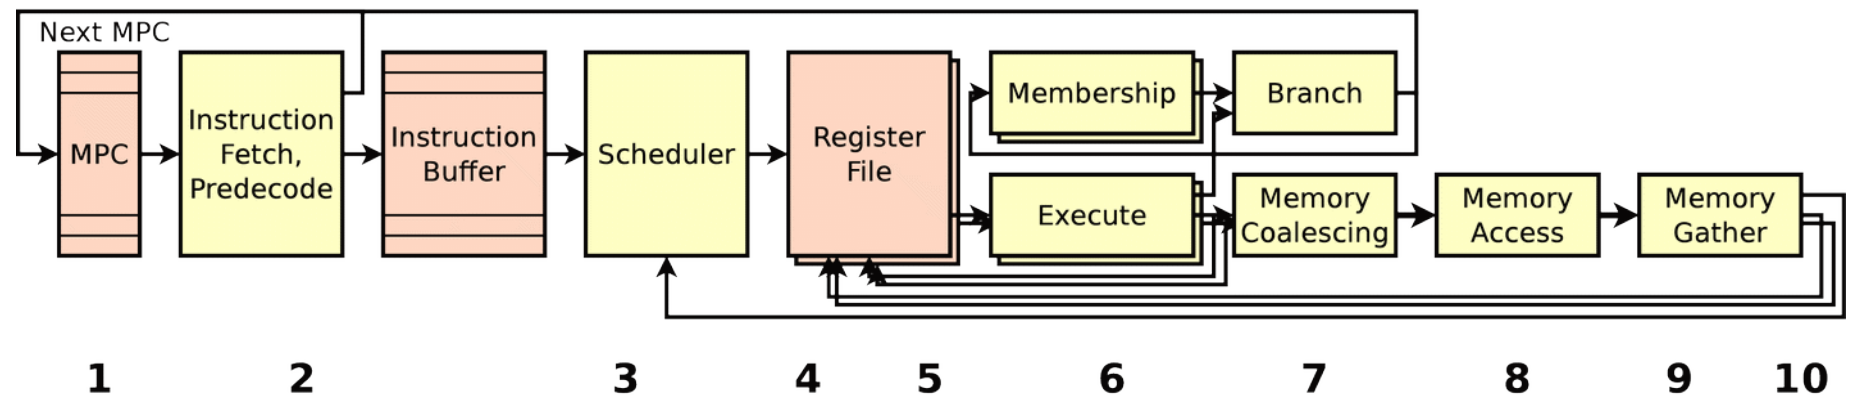 Next MPC
MPC
Instruction
Fetch,
Predecode
Instruction
Buffer
Scheduler
Register
File
Membership
Branch
Execute
Memory
Coalescing
Memory
Access
Memory
Gather
1 2 3 4 5 6 7 8 9 10